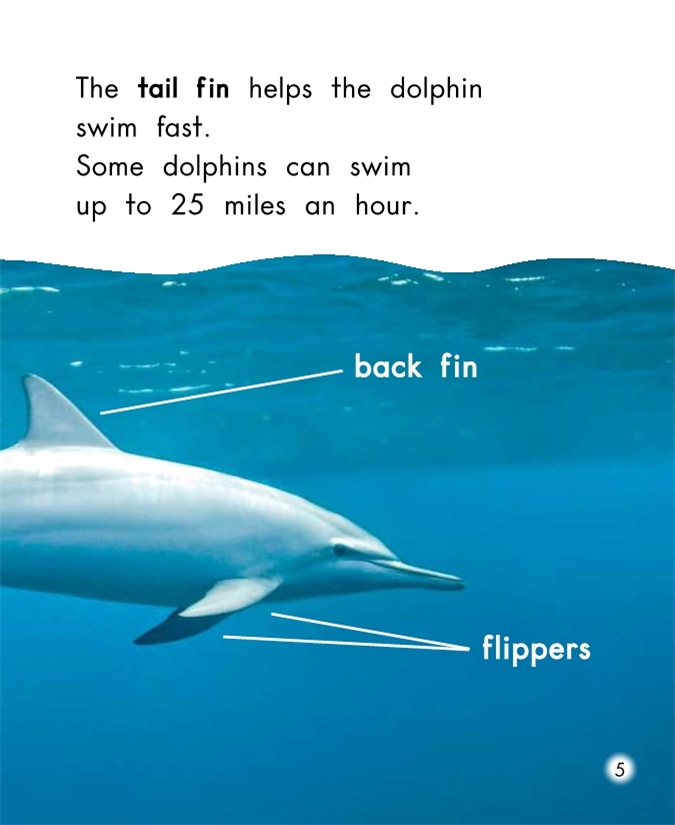 The tail fin helps the dolphin
swim fast.
Some dolphins can swim
up to 25 miles an hour.
back fin
flippers
5